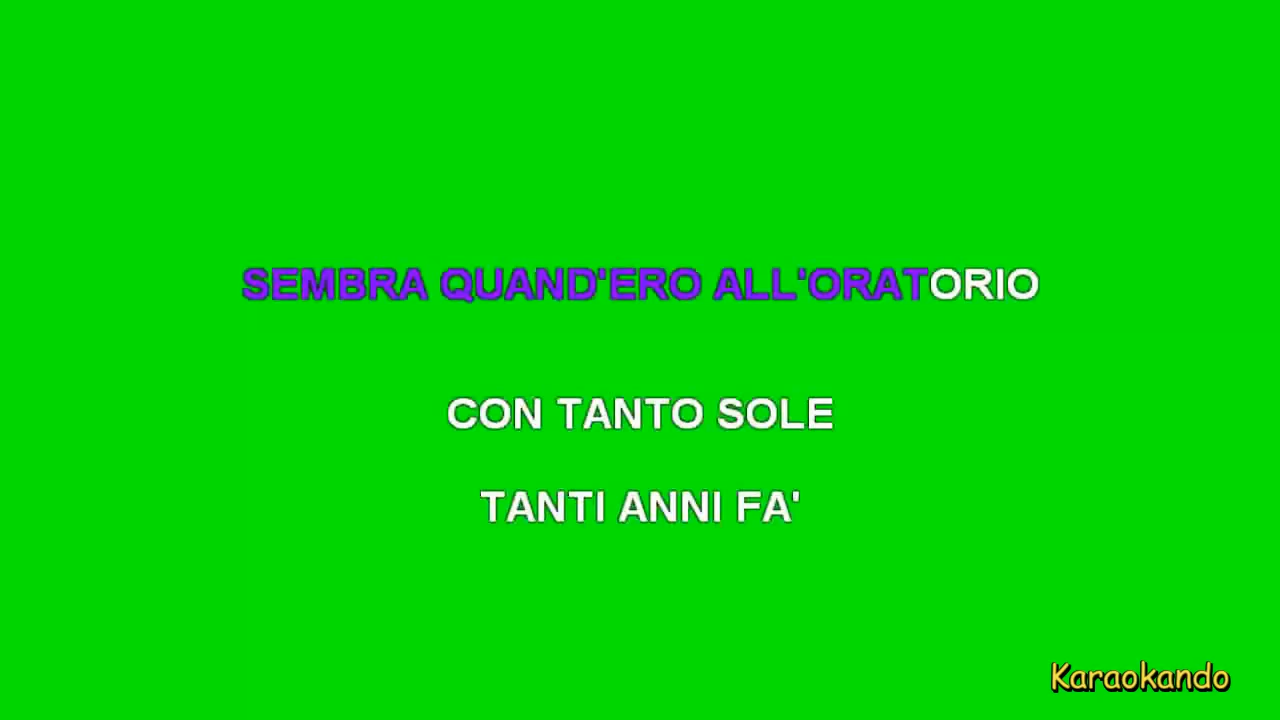 SEMBRA QUAND'ERO ALL'ORATORIO
CON TANTO SOLE
TANTI ANNI FA'
Karaokando